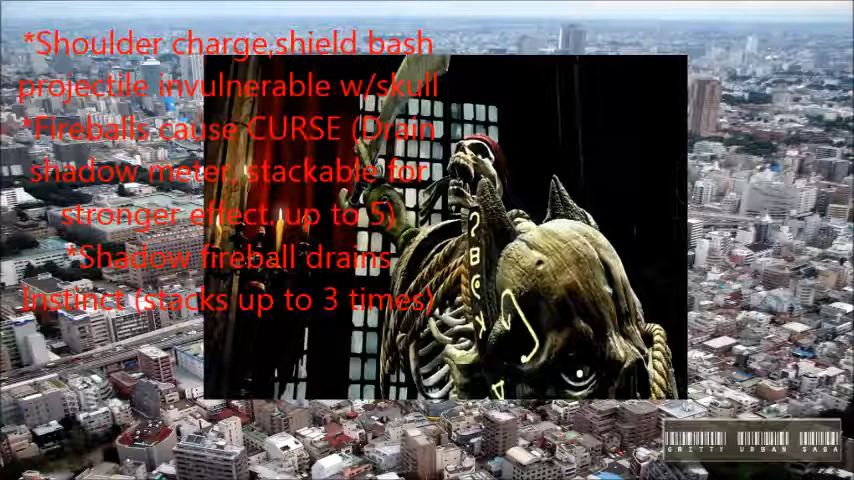 *Shoulder charge,shield bash
projectile invulnerable w/skull
*Fireballs cause CURSE (Drain
shadow meter, stackable for
stronger effect, up to 5)
*Shadow fireball drains
Instinct (stacks up to 3 times)
GRITTY URBAN SAGA